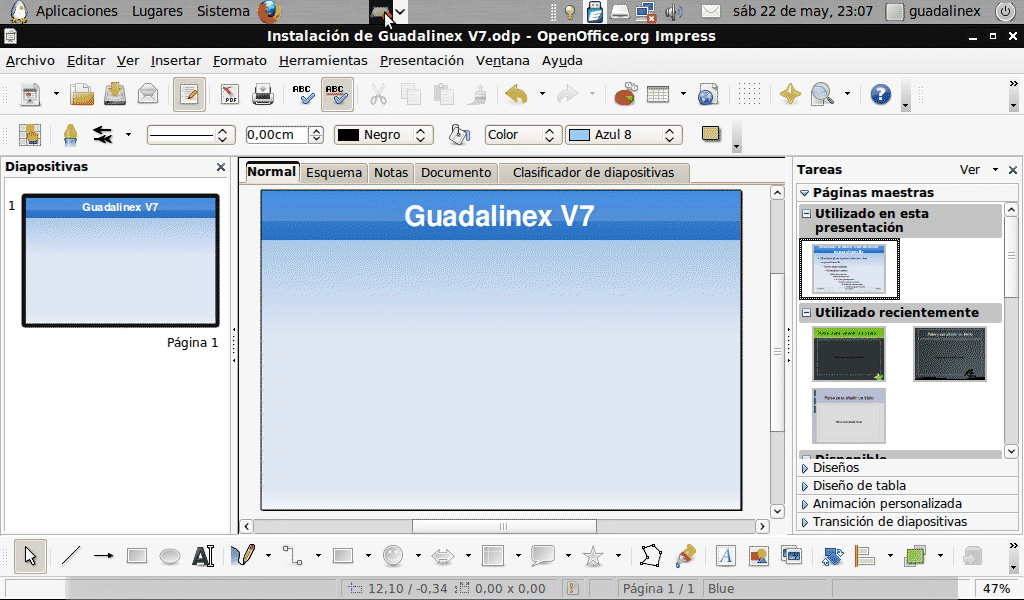 Aplicaciones Lugares Sistema sáb 22 de may, 23:07 guadalinex
Instalación de Guadalinex V7.odp - OpenOffice.org Impress
Archivo Editar Ver Insertar Formato Herramientas Presentación Ventana Ayuda
PDF ABC ABC
0,00cm Negro Color Azul 8
Diapositivas
1
Guadalinex V7
Página 1
Normal Esquema Notas Documento Clasificador de diapositivas
Guadalinex V7
Tareas Ver
Páginas maestras
Utilizado en esta
presentación
Utilizado recientemente
Disponible
Diseños
Diseño de tabla
Animación personalizada
Transición de diapositivas
12,10 / -0,34 0,00 x 0,00 Página 1 / 1 Blue 47%